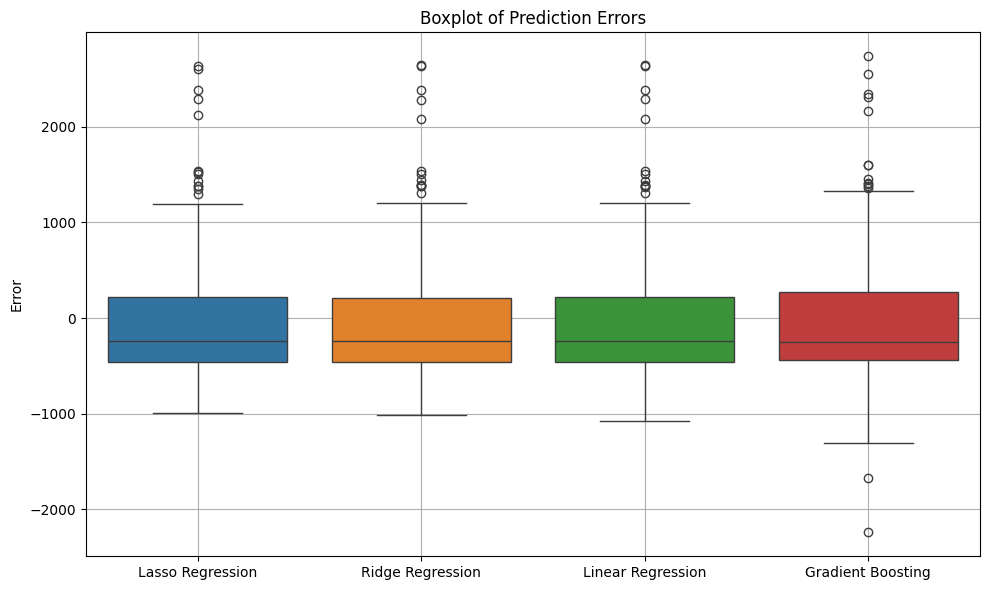 Boxplot of Prediction Errors
Error
2000
1000
0
−1000
−2000
Lasso Regression
Ridge Regression
Linear Regression
Gradient Boosting